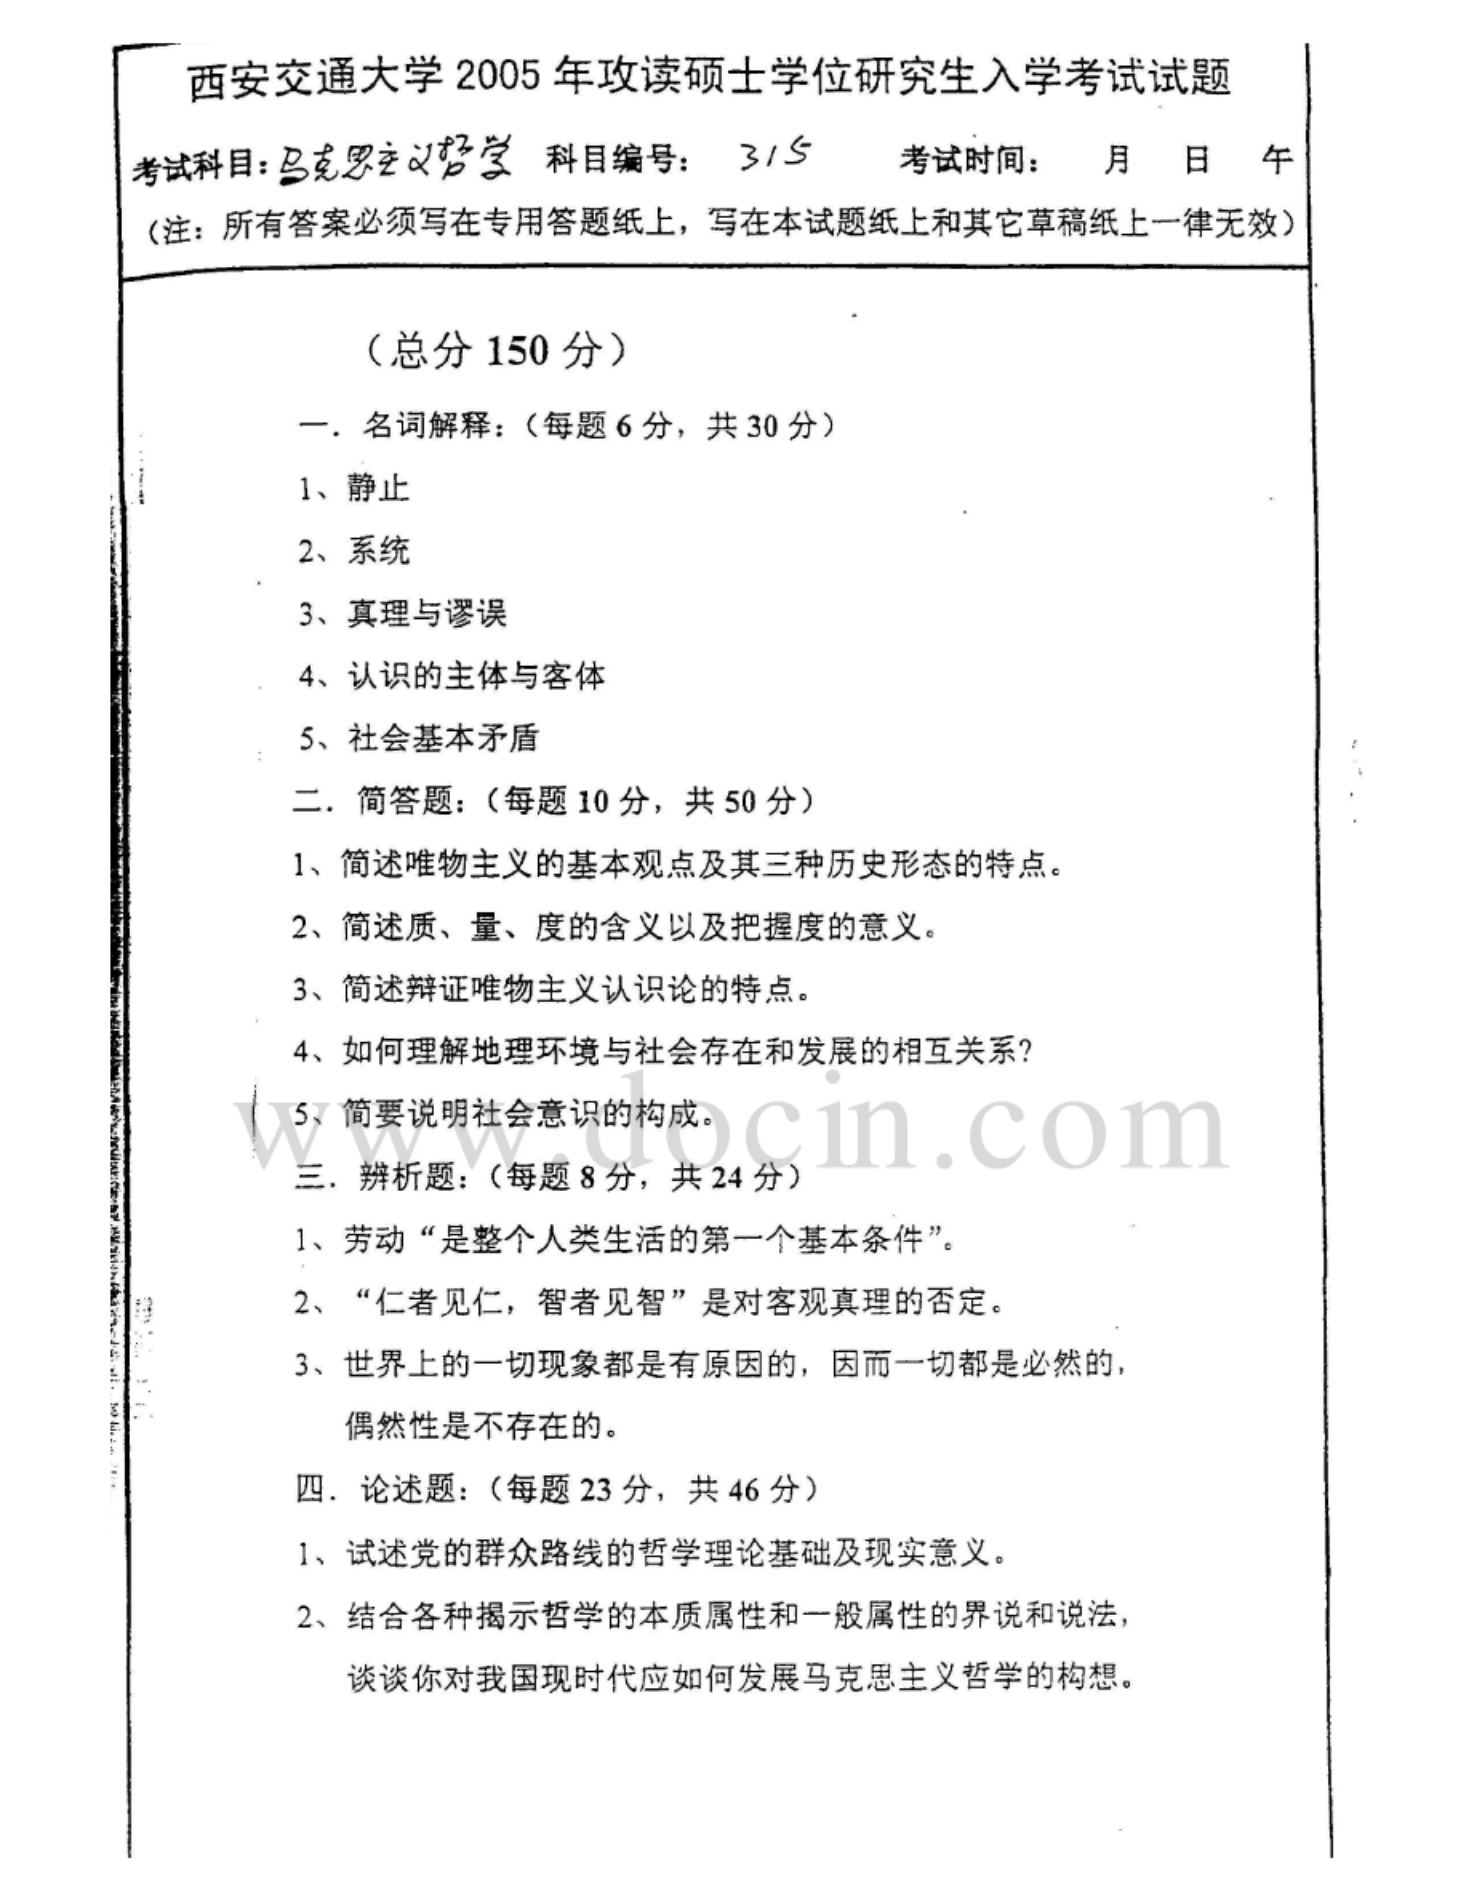 西安交通大学 2005 年攻读硕士学位研究生入学考试试题
考试科目：马克思主义哲学 科目编号： 315 考试时间： 月 日 午
（注：所有答案必须写在专用答题纸上，写在本试题纸上和其它草稿纸上一律无效）
（总分 150 分）
一．名词解释：（每题 6 分，共 30 分）
1、静止
2、系统
3、真理与谬误
4、认识的主体与客体
5、社会基本矛盾
二．简答题：（每题 10 分，共 50 分）
1、简述唯物主义的基本观点及其三种历史形态的特点。
2、简述质、量、度的含义以及把握度的意义。
3、简述辩证唯物主义认识论的特点。
4、如何理解地理环境与社会存在和发展的相互关系？
5、简要说明社会意识的构成。
www.docin.com
三．辨析题：（每题 8 分，共 24 分）
1、劳动“是整个人类生活的第一个基本条件”。
2、“仁者见仁，智者见智”是对客观真理的否定。
3、世界上的一切现象都是有原因的，因而一切都是必然的，
偶然性是不存在的。
四．论述题：（每题 23 分，共 46 分）
1、试述党的群众路线的哲学理论基础及现实意义。
2、结合各种揭示哲学的本质属性和一般属性的界说和说法，
谈谈你对我国现时代应如何发展马克思主义哲学的构想。